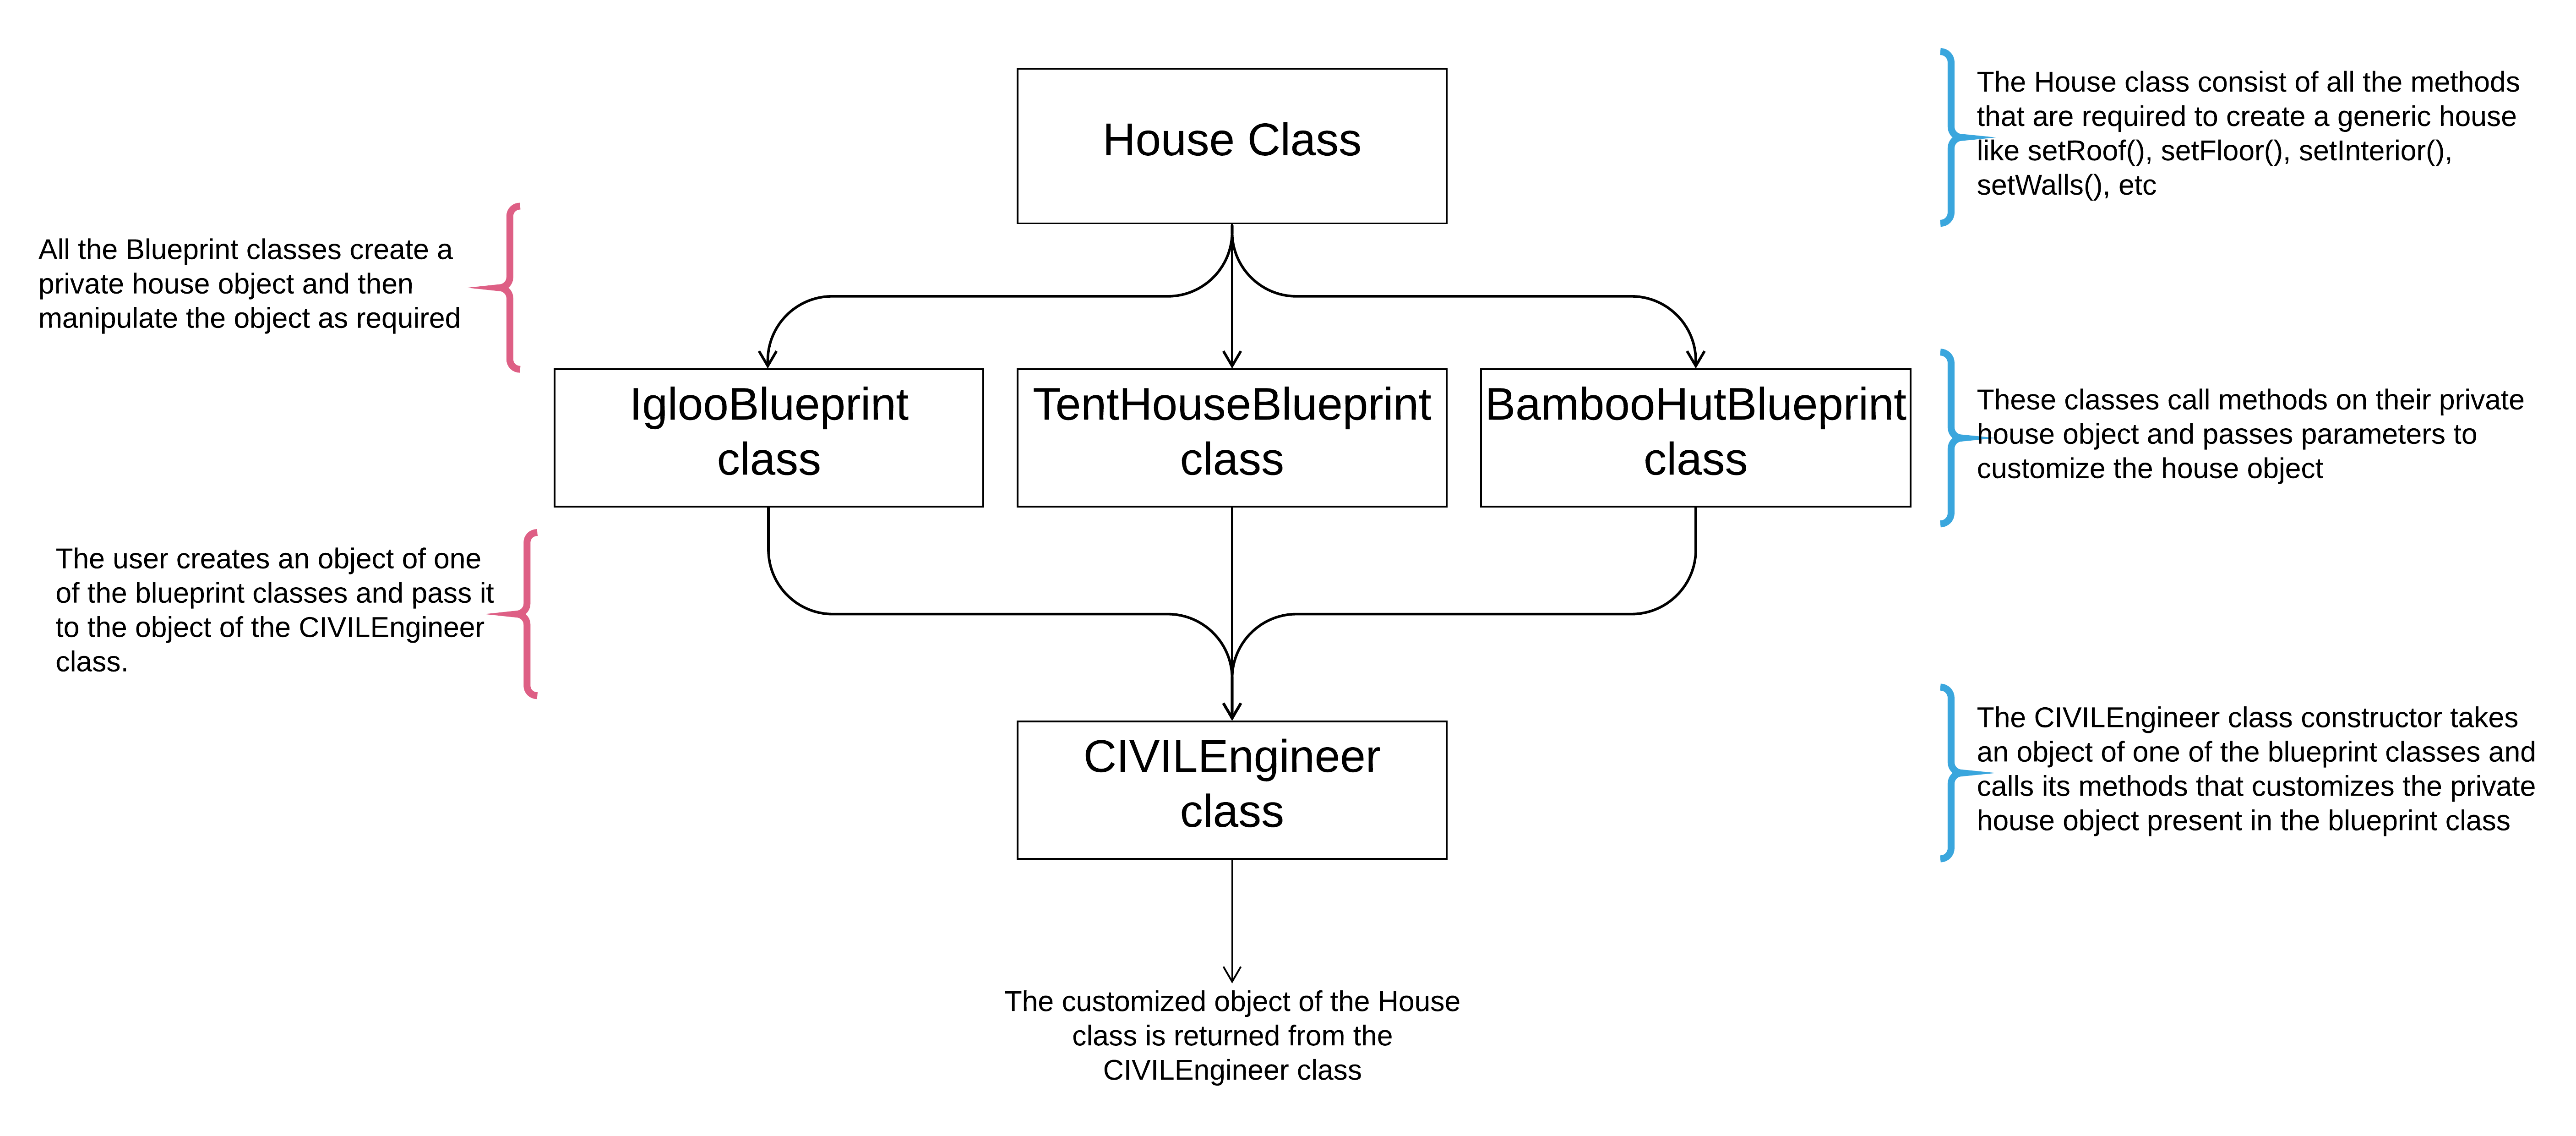 House Class
The House class consist of all the methods
that are required to create a generic house
like setRoof(), setFloor(), setInterior(),
setWalls(), etc
All the Blueprint classes create a
private house object and then
manipulate the object as required
IglooBlueprint
class
TentHouseBlueprint
class
BambooHutBlueprint
class
These classes call methods on their private
house object and passes parameters to
customize the house object
The user creates an object of one
of the blueprint classes and pass it
to the object of the CIVILEngineer
class.
CIVILEngineer
class
The CIVILEngineer class constructor takes
an object of one of the blueprint classes and
calls its methods that customizes the private
house object present in the blueprint class
The customized object of the House
class is returned from the
CIVILEngineer class